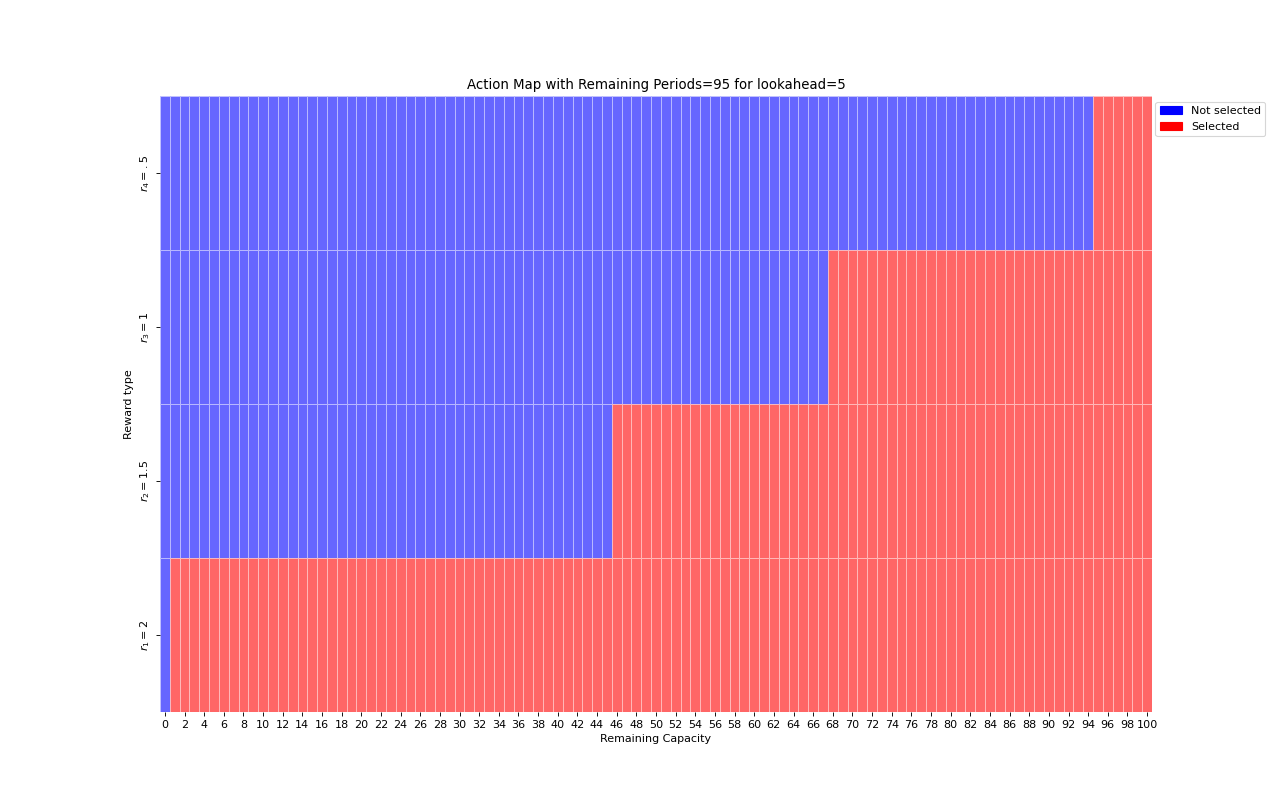 Action Map with Remaining Periods=95 for lookahead=5
Not selected
Selected
r₄ = .5
r₃ = 1
r₂ = 1.5
r₁ = 2
Reward type
0 2 4 6 8 10 12 14 16 18 20 22 24 26 28 30 32 34 36 38 40 42 44 46 48 50 52 54 56 58 60 62 64 66 68 70 72 74 76 78 80 82 84 86 88 90 92 94 96 98 100
Remaining Capacity